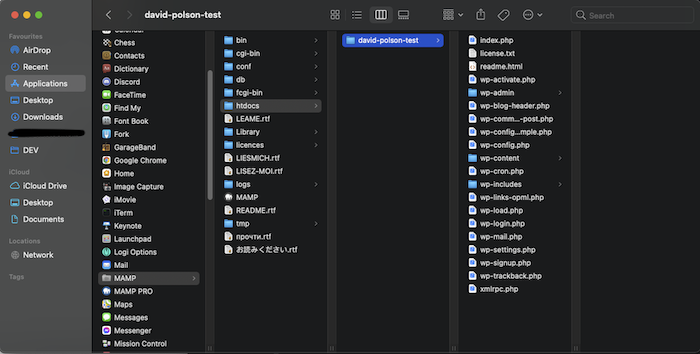 david-polson-test
Search
Favourites
AirDrop
Recent
Applications
Desktop
Downloads
DEV
iCloud
iCloud Drive
Desktop
Documents
Locations
Network
Tags
Calendar
Chess
Contacts
Dictionary
Discord
FaceTime
Find My
Font Book
Fork
GarageBand
Google Chrome
Home
Image Capture
iMovie
iTerm
Keynote
Launchpad
Logi Options
Mail
MAMP
MAMP PRO
Maps
Messages
Messenger
Mission Control
bin
cgi-bin
conf
db
fcgi-bin
htdocs
LEAME.rtf
Library
licences
LIESMICH.rtf
LISEZ-MOI.rtf
logs
MAMP
README.rtf
tmp
прочти.rtf
お読みください.rtf
david-polson-test
index.php
license.txt
readme.html
wp-activate.php
wp-admin
wp-blog-header.php
wp-comm...-post.php
wp-config...mple.php
wp-config.php
wp-content
wp-cron.php
wp-includes
wp-links-opml.php
wp-load.php
wp-login.php
wp-mail.php
wp-settings.php
wp-signup.php
wp-trackback.php
xmlrpc.php